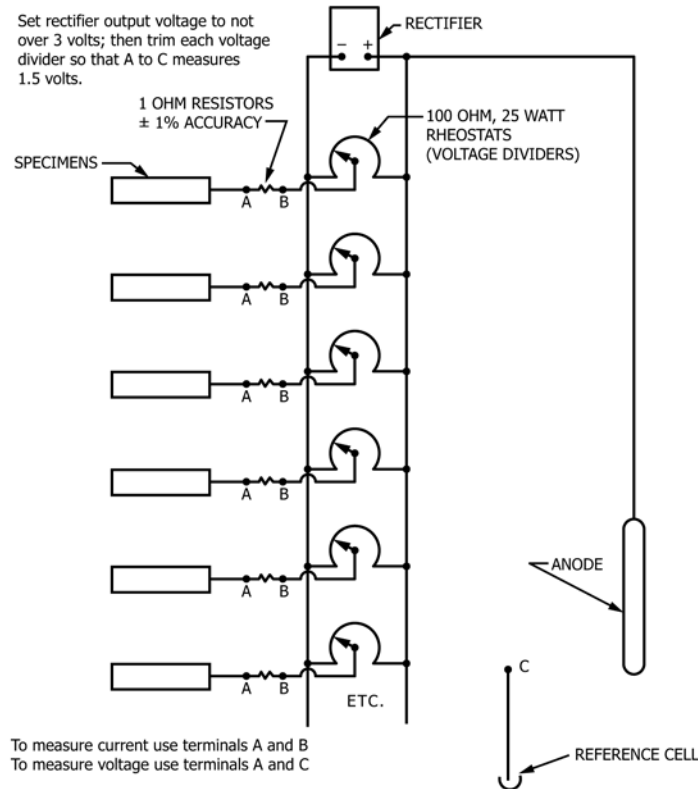 Set rectifier output voltage to not
over 3 volts; then trim each voltage
divider so that A to C measures
1.5 volts.
RECTIFIER
- +
1 OHM RESISTORS
± 1% ACCURACY
100 OHM, 25 WATT
RHEOSTATS
(VOLTAGE DIVIDERS)
SPECIMENS
A B
A B
A B
A B
A B
ANODE
A B
C
ETC.
To measure current use terminals A and B
To measure voltage use terminals A and C
REFERENCE CELL